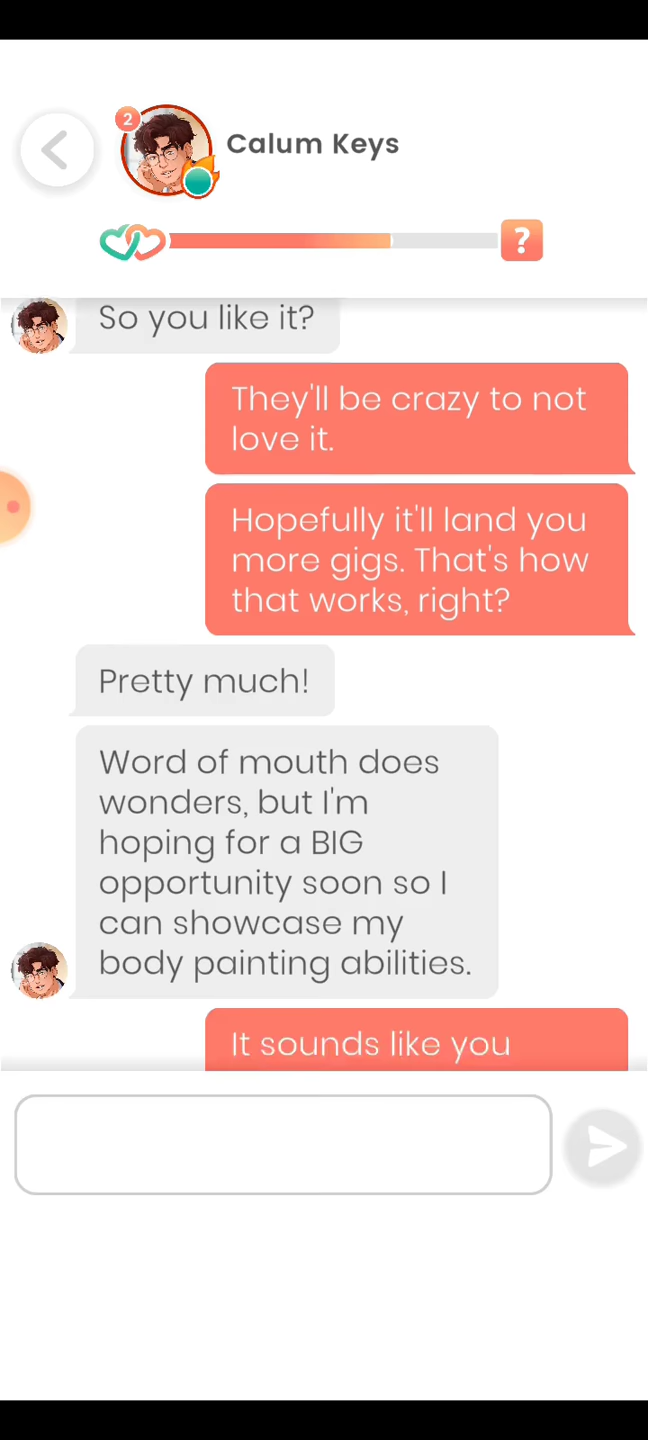 2
Calum Keys
?
So you like it?
They'll be crazy to not
love it.
Hopefully it'll land you
more gigs. That's how
that works, right?
Pretty much!
Word of mouth does
wonders, but I'm
hoping for a BIG
opportunity soon so I
can showcase my
body painting abilities.
It sounds like you